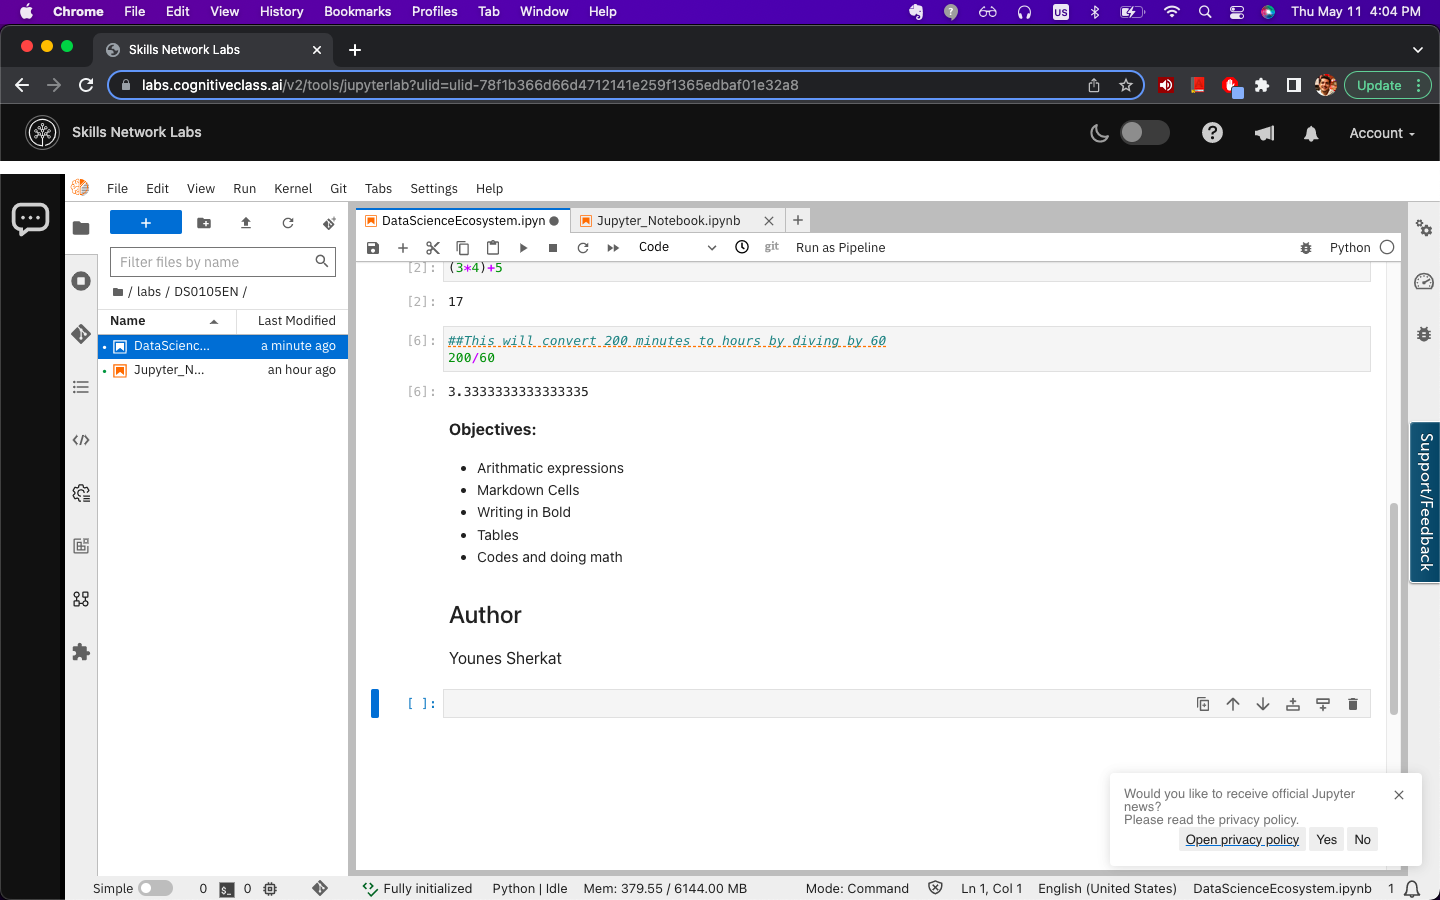 Chrome File Edit View History Bookmarks Profiles Tab Window Help US Thu May 11 4:04 PM
Skills Network Labs
labs.cognitiveclass.ai/v2/tools/jupyterlab?ulid=ulid-78f1b366d66d4712141e259f1365edbaf01e32a8 Update
Skills Network Labs Account
File Edit View Run Kernel Git Tabs Settings Help
DataScienceEcosystem.ipyn Jupyter_Notebook.ipynb
Code git Run as Pipeline Python
Filter files by name
/ labs / DS0105EN /
Name Last Modified
DataScienc... a minute ago
Jupyter_N... an hour ago
[2]: (3*4)+5
[2]: 17
[6]: ##This will convert 200 minutes to hours by diving by 60
200/60
[6]: 3.3333333333333335
Objectives:
Arithmatic expressions
Markdown Cells
Writing in Bold
Tables
Codes and doing math
Author
Younes Sherkat
[ ]:
Support/Feedback
Would you like to receive official Jupyter
news?
Please read the privacy policy.
Open privacy policy Yes No
Simple 0 $_ 0 Fully initialized Python | Idle Mem: 379.55 / 6144.00 MB Mode: Command Ln 1, Col 1 English (United States) DataScienceEcosystem.ipynb 1